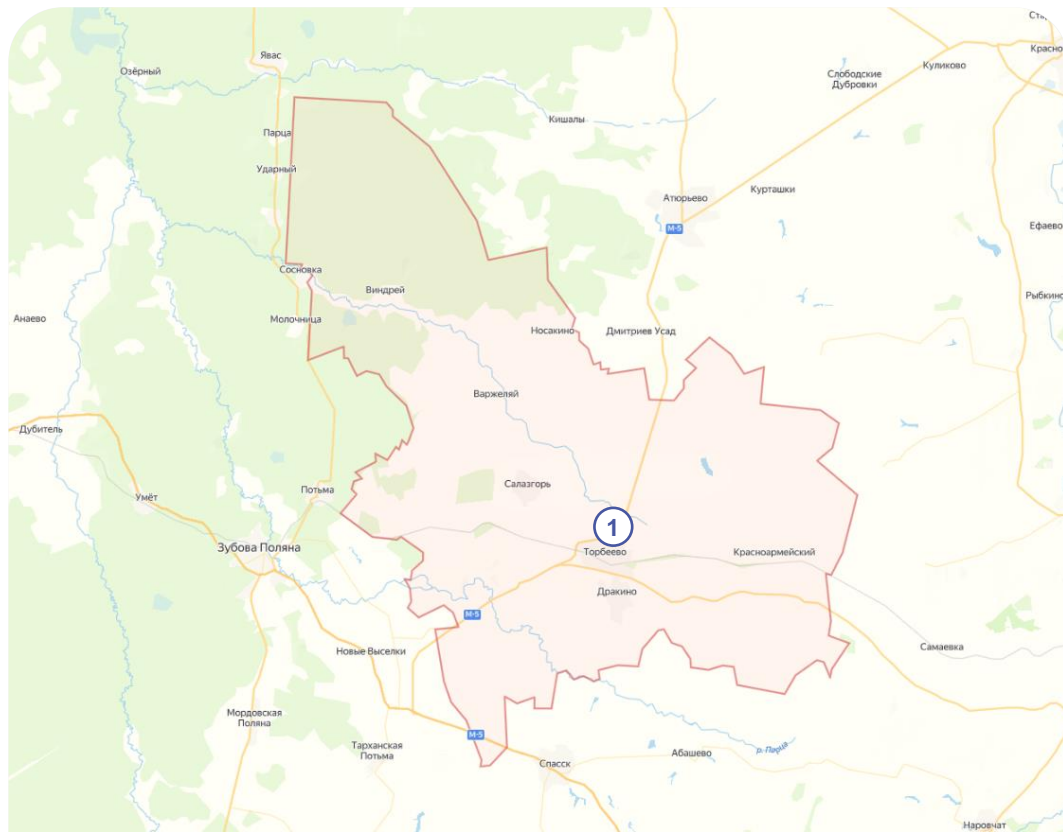 Ста
Красно
Явас
Куликово
Озёрный
Слободские
Дубровки
Кишалы
Парца
Ударный
Курташки
Атюрьево
М-5
Ефаево
Сосновка
Виндрей
Рыбкино
Анаево
Молочница
Носакино
Дмитриев Усад
Варжеляй
Дубитель
Салазгорь
Потьма
Умёт
1
Зубова Поляна
Торбеево
Красноармейский
Дракино
М-5
Самаевка
Новые Выселки
Мордовская
Поляна
М-5
р. Парца
Тарханская
Потьма
Абашево
Спасск
Наровчат